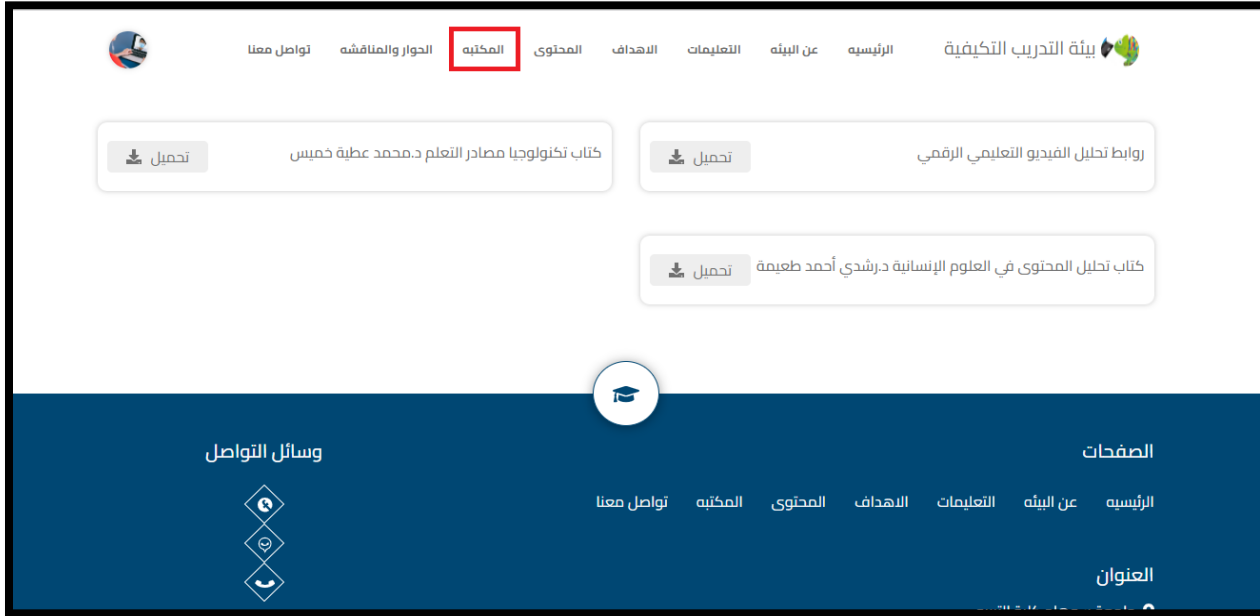 بيئة التدريب التكيفية
الرئيسيه عن البيئه التعليمات الاهداف المحتوى المكتبه الحوار والمناقشه تواصل معنا
روابط تحليل الفيديو التعليمي الرقمي تحميل
كتاب تكنولوجيا مصادر التعلم د.محمد عطية خميس تحميل
كتاب تحليل المحتوى في العلوم الإنسانية د.رشدي أحمد طعيمة تحميل
الصفحات
الرئيسيه عن البيئه التعليمات الاهداف المحتوى المكتبه تواصل معنا
وسائل التواصل
العنوان